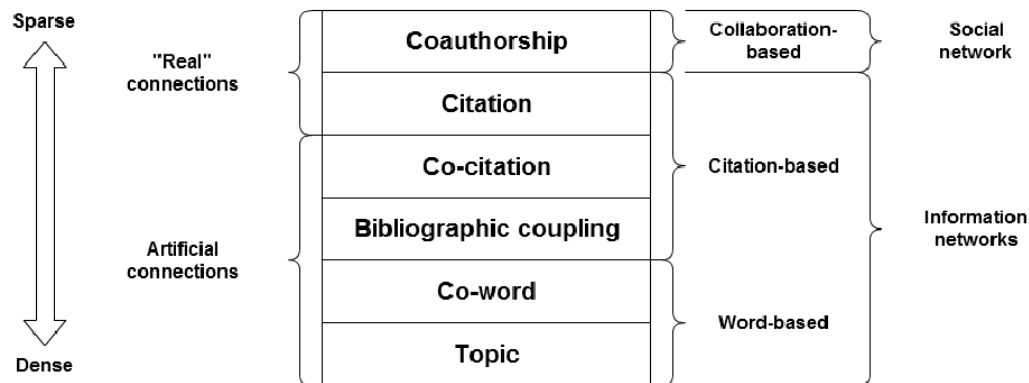 Sparse
"Real"
connections
Artificial
connections
Dense
Coauthorship
Citation
Co-citation
Bibliographic coupling
Co-word
Topic
Collaboration-
based
Citation-based
Word-based
Social
network
Information
networks